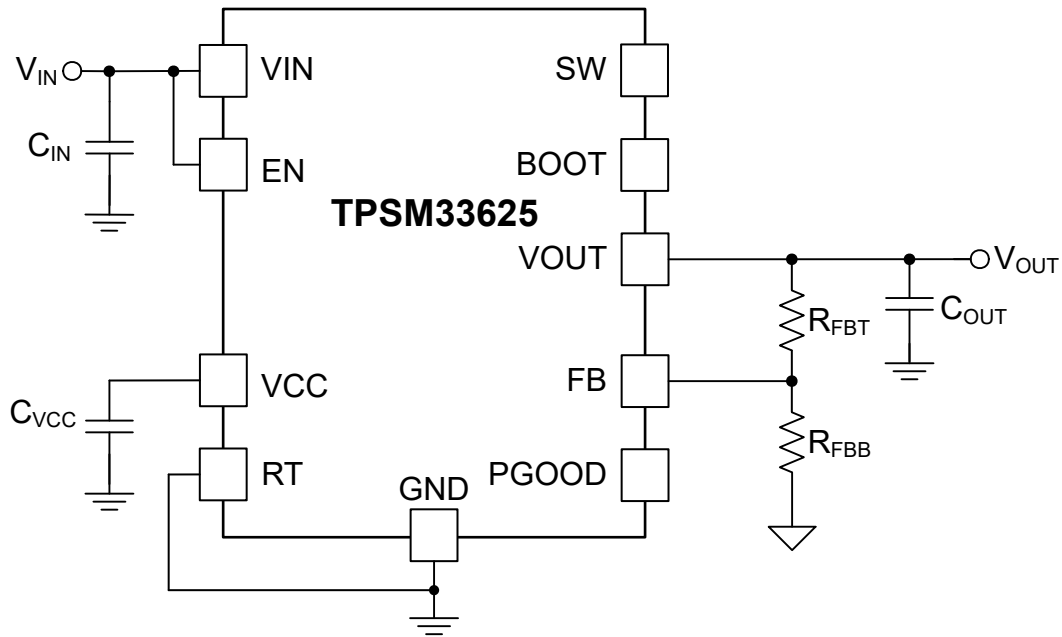 VIN
VIN
SW
CIN
EN
BOOT
TPSM33625
VOUT
VOUT
RFBT
COUT
VCC
FB
CVCC
RFBB
RT
GND
PGOOD